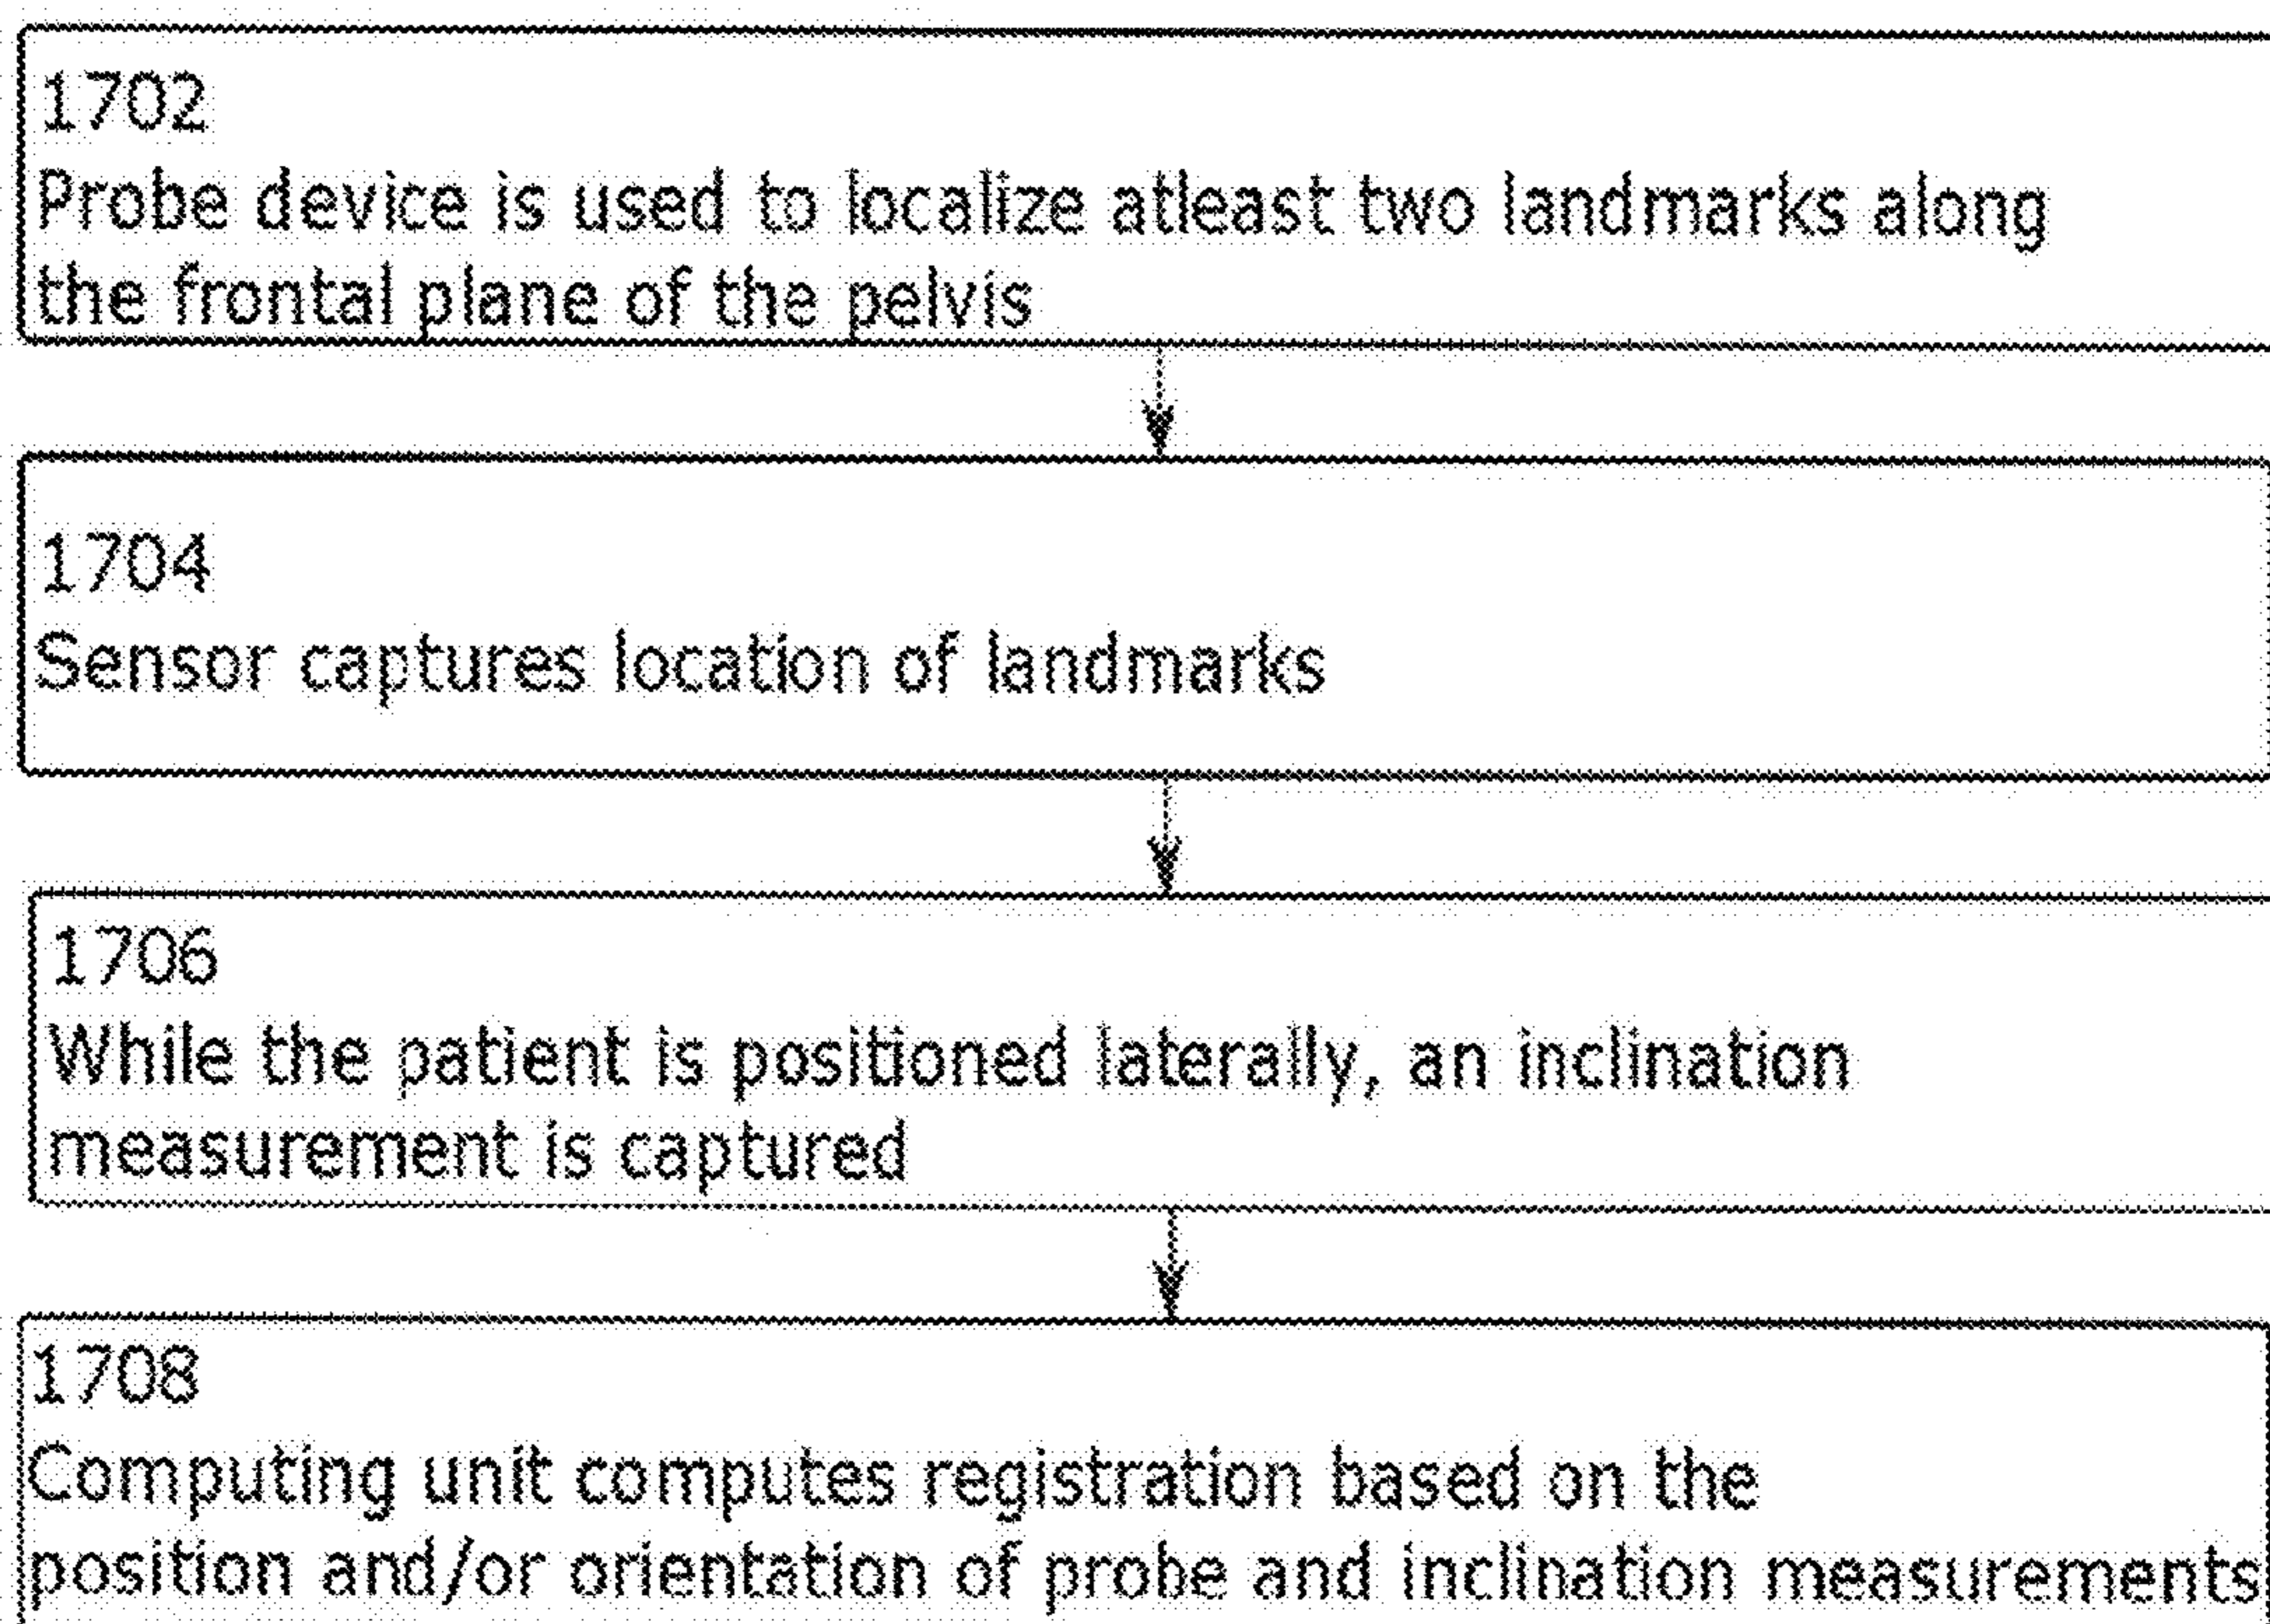 1702
Probe device is used to localize atleast two landmarks along
the frontal plane of the pelvis
1704
Sensor captures location of landmarks
1706
While the patient is positioned laterally, an inclination
measurement is captured
1708
Computing unit computes registration based on the
position and/or orientation of probe and inclination measurements